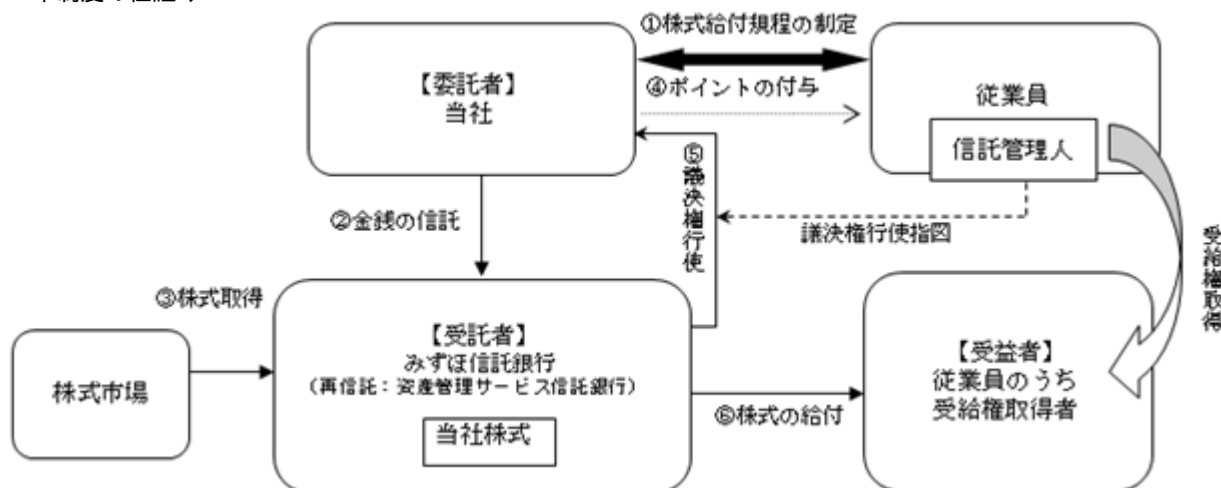 ①株式給付規程の制定
【委託者】
当社
④ポイントの付与
従業員
信託管理人
②金銭の信託
⑤議決権行使
議決権行使指図
受給権取得
③株式取得
株式市場
【受託者】
みずほ信託銀行
(再信託：資産管理サービス信託銀行)
当社株式
⑥株式の給付
【受益者】
従業員のうち
受給権取得者